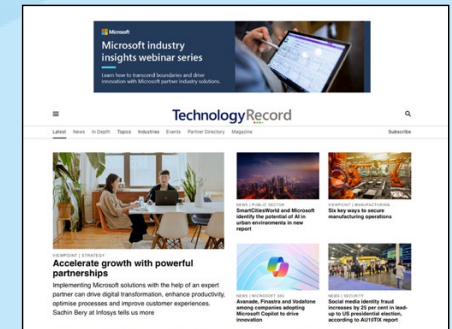 Microsoft
Microsoft industry
insights webinar series
Learn how to transcend boundaries and drive
innovation with Microsoft partner industry solutions.
TechnologyRecord
Latest News In Depth Topics Industries Events Partner Directory Magazine Subscribe
VIEWPOINT | STRATEGY
Accelerate growth with powerful
partnerships
Implementing Microsoft solutions with the help of an expert
partner can drive digital transformation, enhance productivity,
optimise processes and improve customer experiences.
Sachin Bery at Infosys tells us more
NEWS | PUBLIC SECTOR
SmartCitiesWorld and Microsoft
identify the potential of AI in
urban environments in new
report
VIEWPOINT | MANUFACTURING
Six key ways to secure
manufacturing operations
NEWS | MICROSOFT 365
Avanade, Finastra and Vodafone
among companies adopting
Microsoft Copilot to drive
innovation
NEWS | SECURITY
Social media identity fraud
increases by 25 per cent in lead-
up to US presidential election,
according to AU10TIX report